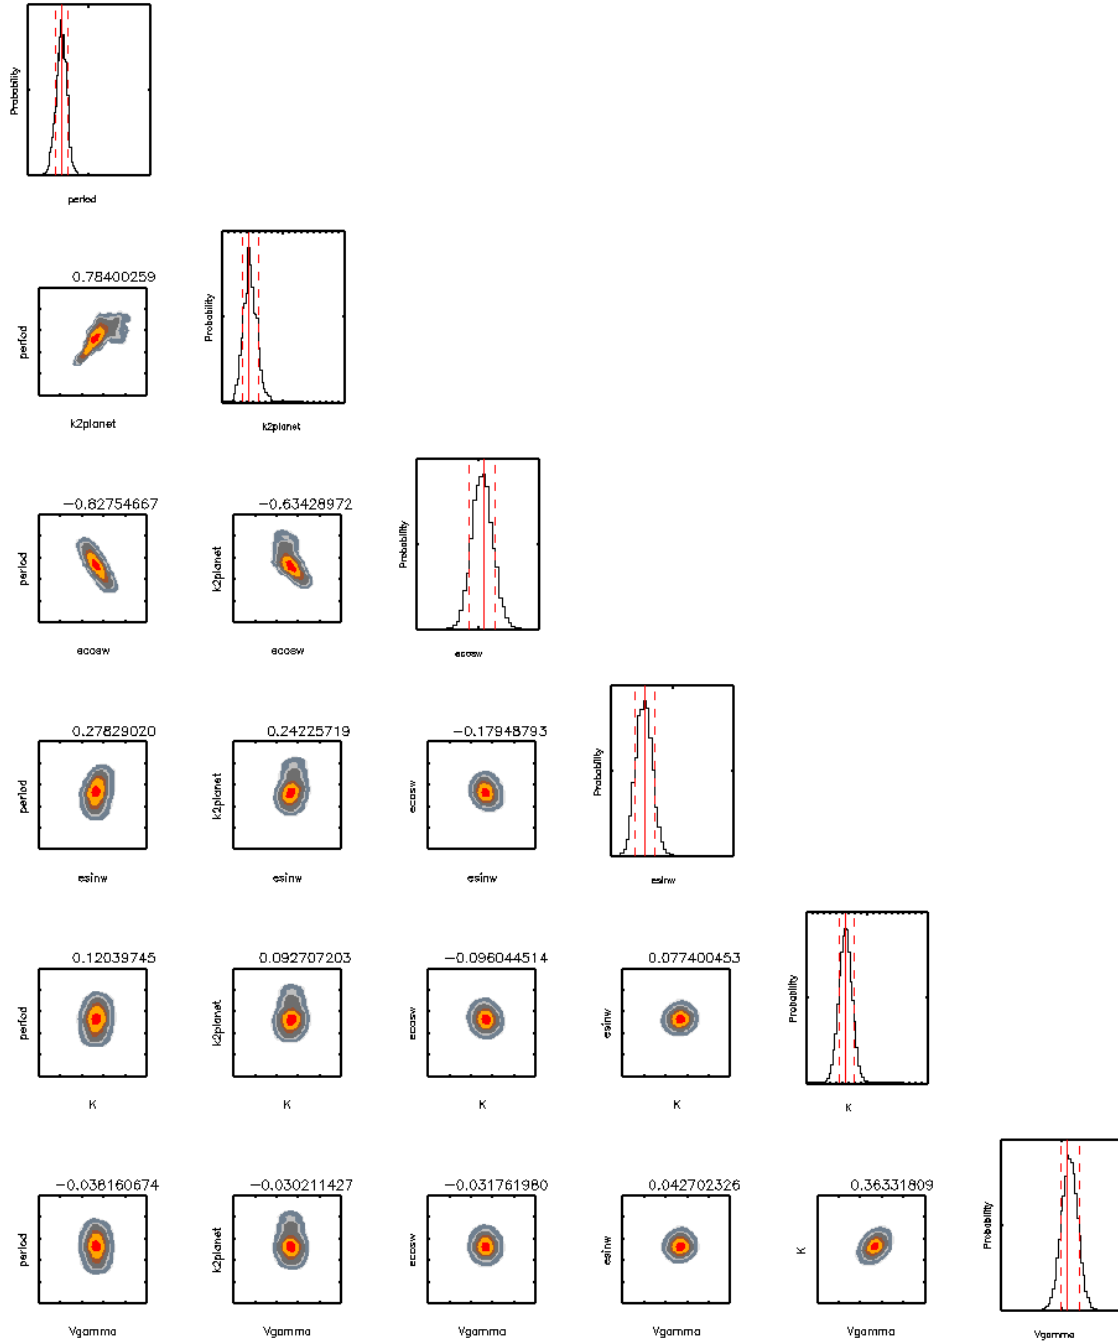 Probability
period
0.78400259
period
k2planet
Probability
k2planet
−0.82754667
period
ecosw
−0.63428972
k2planet
ecosw
Probability
ecosw
0.27829020
period
esinw
0.24225719
k2planet
esinw
−0.17948793
ecosw
esinw
Probability
esinw
0.12039745
period
K
0.092707203
k2planet
K
−0.096044514
ecosw
K
0.077400453
esinw
K
Probability
K
−0.038160674
period
Vgamma
−0.030211427
k2planet
Vgamma
−0.031761980
ecosw
Vgamma
0.042702326
esinw
Vgamma
0.36331809
K
Vgamma
Probability
Vgamma